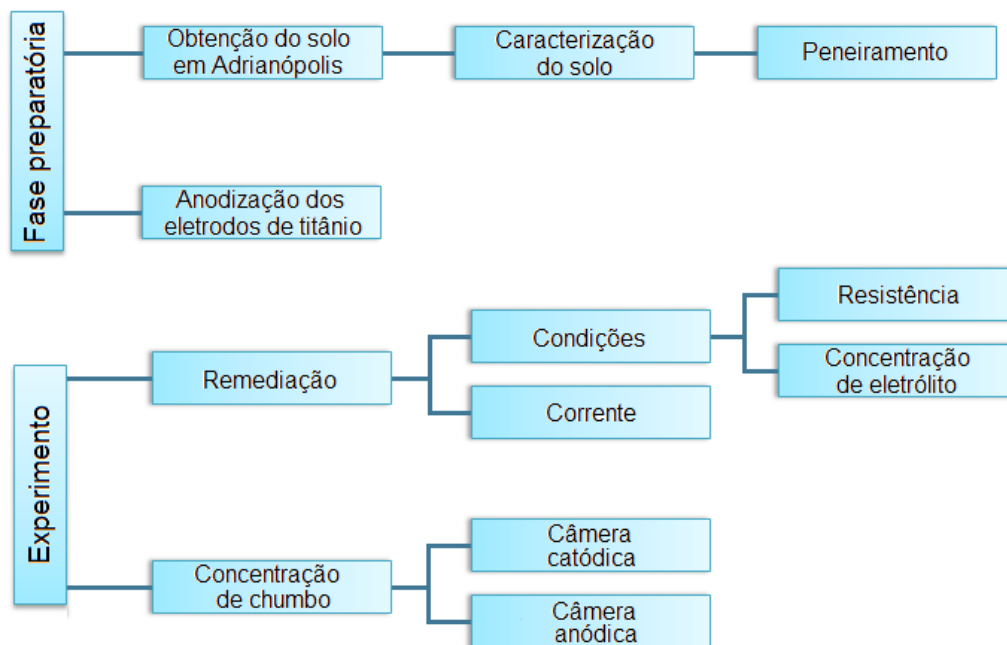 Fase preparatória
Obtenção do solo
em Adrianópolis
Caracterização
do solo
Peneiramento
Anodização dos
eletrodos de titânio
Experimento
Remediação
Condições
Resistência
Concentração
de eletrólito
Corrente
Concentração
de chumbo
Câmera
catódica
Câmera
anódica